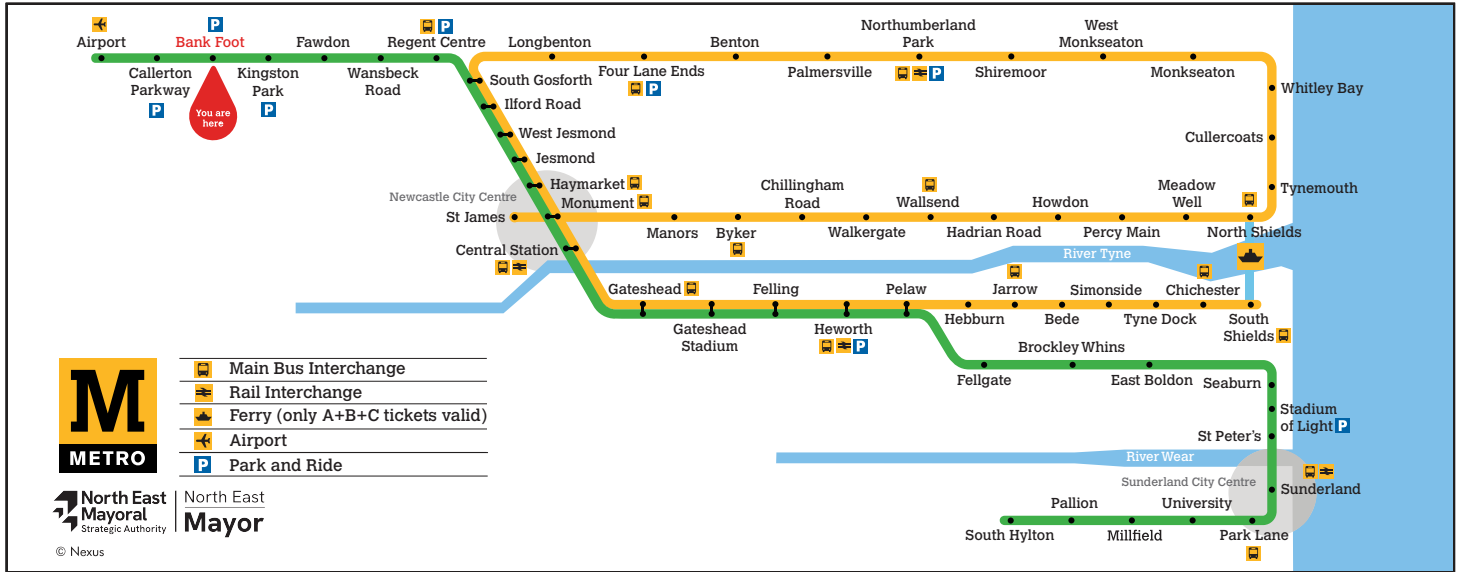 Airport
Callerton
Parkway
P
P
Bank Foot
You are
here
Kingston
Park
P
Fawdon
Wansbeck
Road
P
Regent Centre
South Gosforth
Ilford Road
West Jesmond
Jesmond
Newcastle City Centre
Haymarket
Monument
St James
Central Station
Longbenton
Four Lane Ends
P
Benton
Palmersville
Northumberland
Park
P
Shiremoor
West
Monkseaton
Monkseaton
Whitley Bay
Cullercoats
Tynemouth
Manors
Byker
Chillingham
Road
Walkergate
Wallsend
Hadrian Road
Howdon
Percy Main
Meadow
Well
North Shields
River Tyne
Gateshead
Gateshead
Stadium
Felling
Heworth
P
Pelaw
Hebburn
Jarrow
Bede
Simonside
Tyne Dock
Chichester
South
Shields
Fellgate
Brockley Whins
East Boldon
Seaburn
Stadium
of Light P
St Peter's
River Wear
Sunderland City Centre
Sunderland
Park Lane
University
Millfield
Pallion
South Hylton
M
METRO
Main Bus Interchange
Rail Interchange
Ferry (only A+B+C tickets valid)
Airport
P Park and Ride
North East
Mayoral
Strategic Authority
North East
Mayor
© Nexus